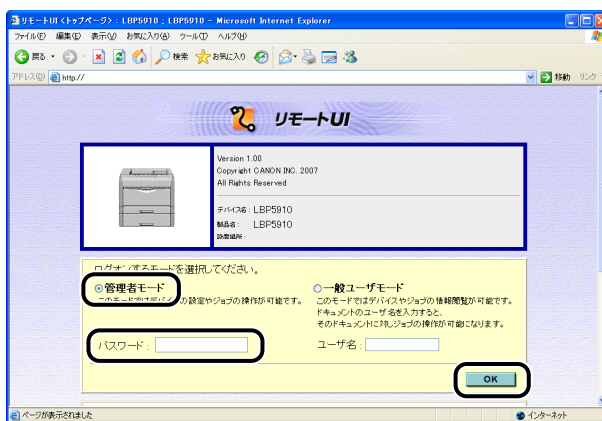 リモートUI <トップページ> : LBP5910 ; LBP5910 - Microsoft Internet Explorer
ファイル(F) 編集(E) 表示(V) お気に入り(A) ツール(T) ヘルプ(H)
戻る 検索 お気に入り
アドレス(D) http:// 移動 リンク
リモートUI
Version 1.00
Copyright CANON INC. 2007
All Rights Reserved
デバイス名 : LBP5910
製品名 : LBP5910
設置場所 :
ログオンするモードを選択してください。
管理者モード
このモードではデバイスの設定やジョブの操作が可能です。
パスワード :
一般ユーザモード
このモードではデバイスやジョブの情報閲覧が可能です。
ドキュメントのユーザ名を入力すると、
そのドキュメントに対しジョブの操作が可能になります。
ユーザ名 :
OK
ページが表示されました インターネット